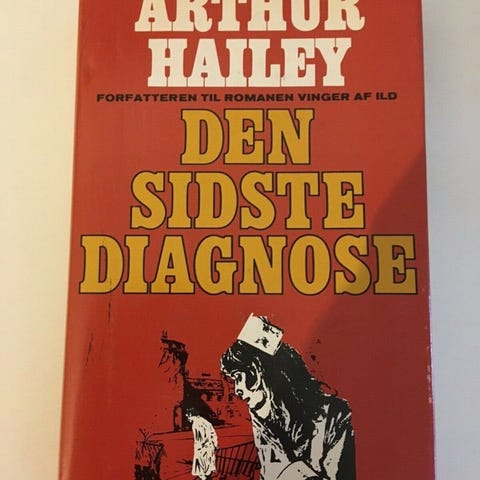 ARTHUR
HAILEY
FORFATTEREN TIL ROMANEN VINGER AF ILD
DEN
SIDSTE
DIAGNOSE